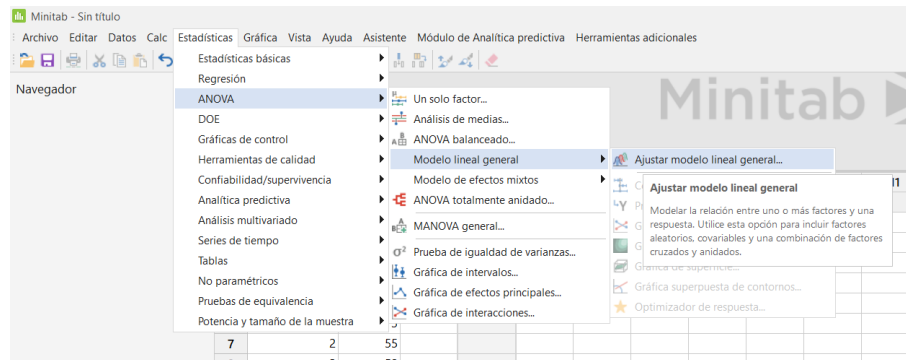 Minitab - Sin título
Archivo Editar Datos Calc Estadísticas Gráfica Vista Ayuda Asistente Módulo de Analítica predictiva Herramientas adicionales
Navegador
Minitab
Estadísticas básicas
Regresión
ANOVA
DOE
Gráficas de control
Herramientas de calidad
Confiabilidad/supervivencia
Analítica predictiva
Análisis multivariado
Series de tiempo
Tablas
No paramétricos
Pruebas de equivalencia
Potencia y tamaño de la muestra
Un solo factor...
Análisis de medias...
ANOVA balanceado...
Modelo lineal general
Modelo de efectos mixtos
ANOVA totalmente anidado...
MANOVA general...
Prueba de igualdad de varianzas...
Gráfica de intervalos...
Gráfica de efectos principales...
Gráfica de interacciones...
Ajustar modelo lineal general...
Ajustar modelo lineal general
Modelar la relación entre uno o más factores y una
respuesta. Utilice esta opción para incluir factores
aleatorios, covariables y una combinación de factores
cruzados y anidados.
Gráfica de superficie...
Gráfica superpuesta de contornos...
Optimizador de respuesta...
7 2 55